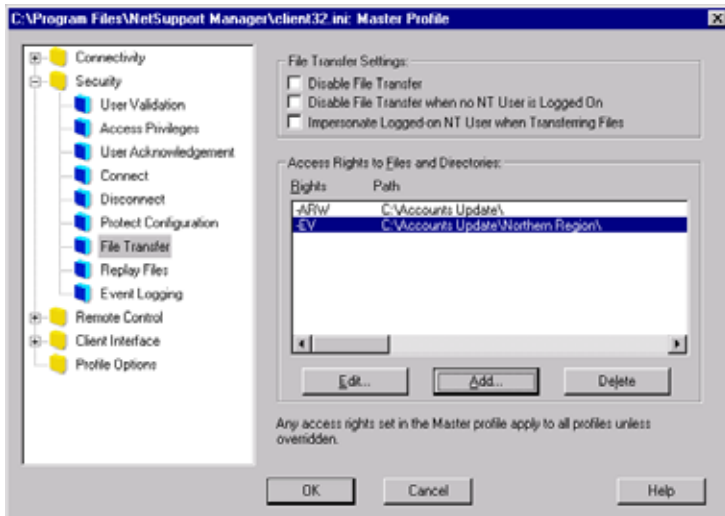 C:\Program Files\NetSupport Manager\client32.ini: Master Profile
Connectivity
Security
User Validation
Access Privileges
User Acknowledgement
Connect
Disconnect
Protect Configuration
File Transfer
Replay Files
Event Logging
Remote Control
Client Interface
Profile Options
File Transfer Settings:
Disable File Transfer
Disable File Transfer when no NT User is Logged On
Impersonate Logged-on NT User when Transferring Files
Access Rights to Files and Directories:
Rights Path
-ARW C:\Accounts Update\
-EV C:\Accounts Update\Northern Region\
Edit... Add... Delete
Any access rights set in the Master profile apply to all profiles unless
overridden.
OK Cancel Help